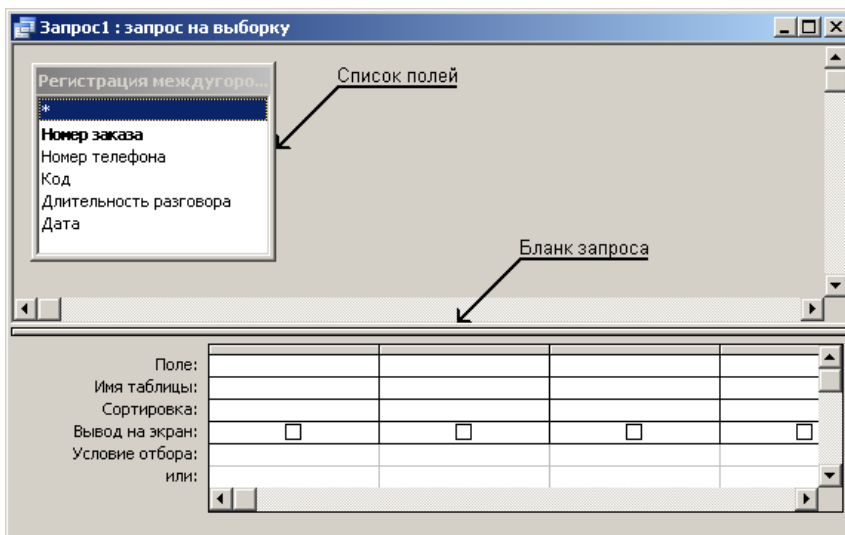 Запрос1 : запрос на выборку
Список полей
Регистрация междугоро...
*
Номер заказа
Номер телефона
Код
Длительность разговора
Дата
Бланк запроса
Поле:
Имя таблицы:
Сортировка:
Вывод на экран:
Условие отбора:
или: